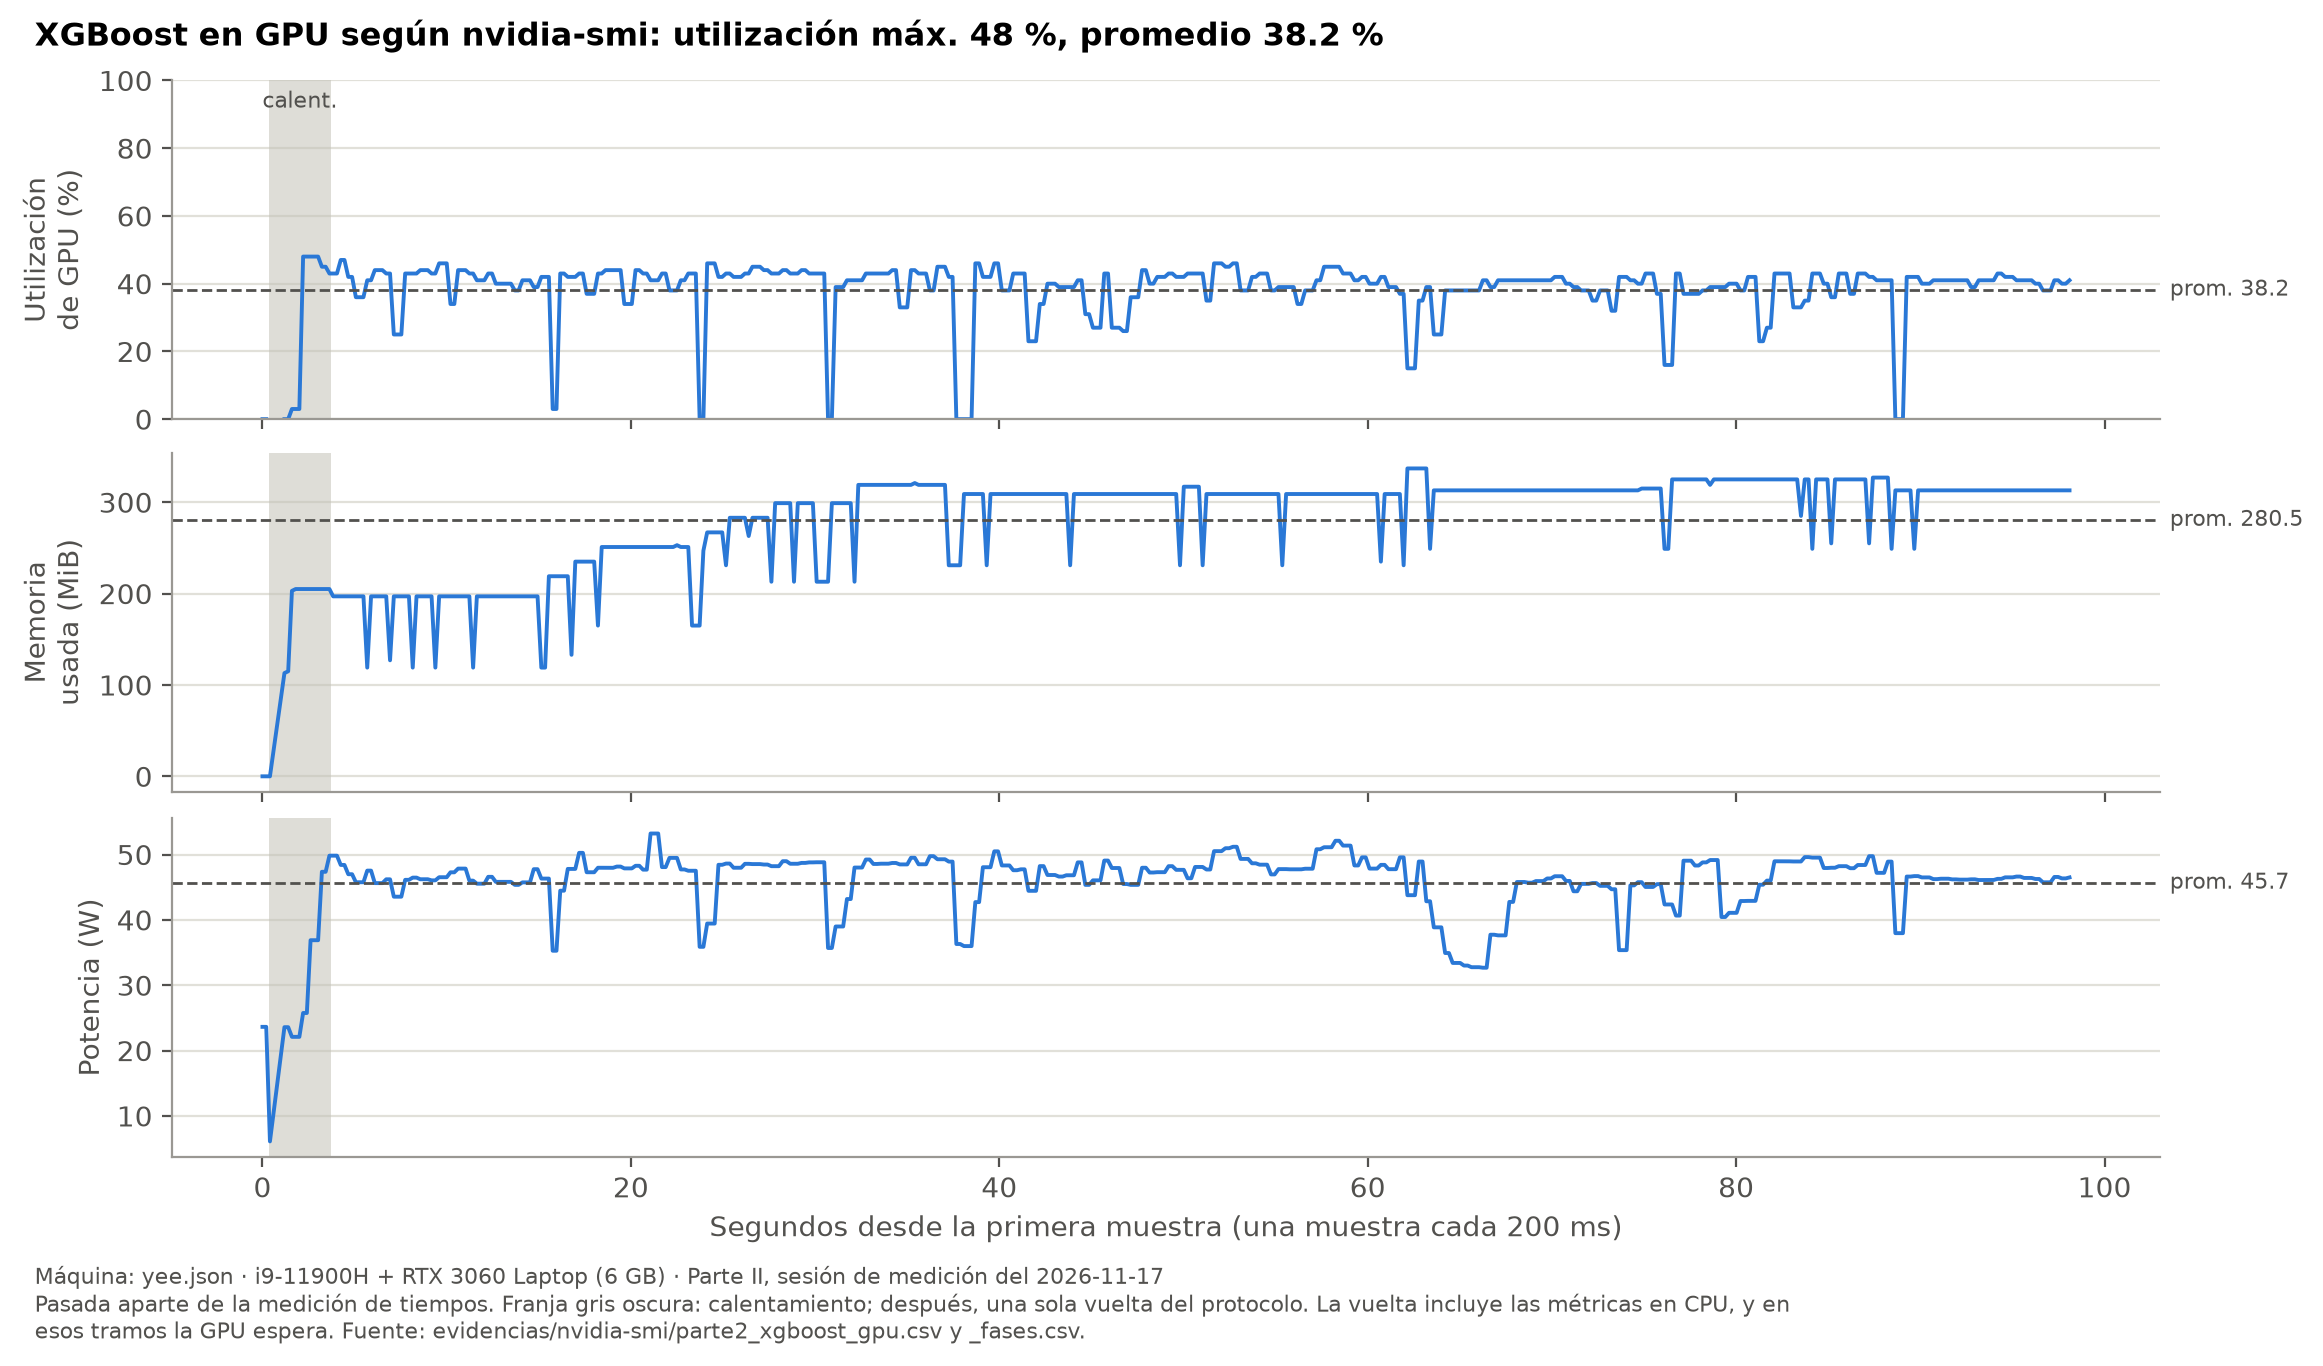 XGBoost en GPU según nvidia-smi: utilización máx. 48 %, promedio 38.2 %
calent.
Utilización
de GPU (%)
100
80
60
40
20
0
prom. 38.2
Memoria
usada (MiB)
300
200
100
0
prom. 280.5
Potencia (W)
50
40
30
20
10
prom. 45.7
0 20 40 60 80 100
Segundos desde la primera muestra (una muestra cada 200 ms)
Máquina: yee.json · i9-11900H + RTX 3060 Laptop (6 GB) · Parte II, sesión de medición del 2026-11-17
Pasada aparte de la medición de tiempos. Franja gris oscura: calentamiento; después, una sola vuelta del protocolo. La vuelta incluye las métricas en CPU, y en
esos tramos la GPU espera. Fuente: evidencias/nvidia-smi/parte2_xgboost_gpu.csv y _fases.csv.